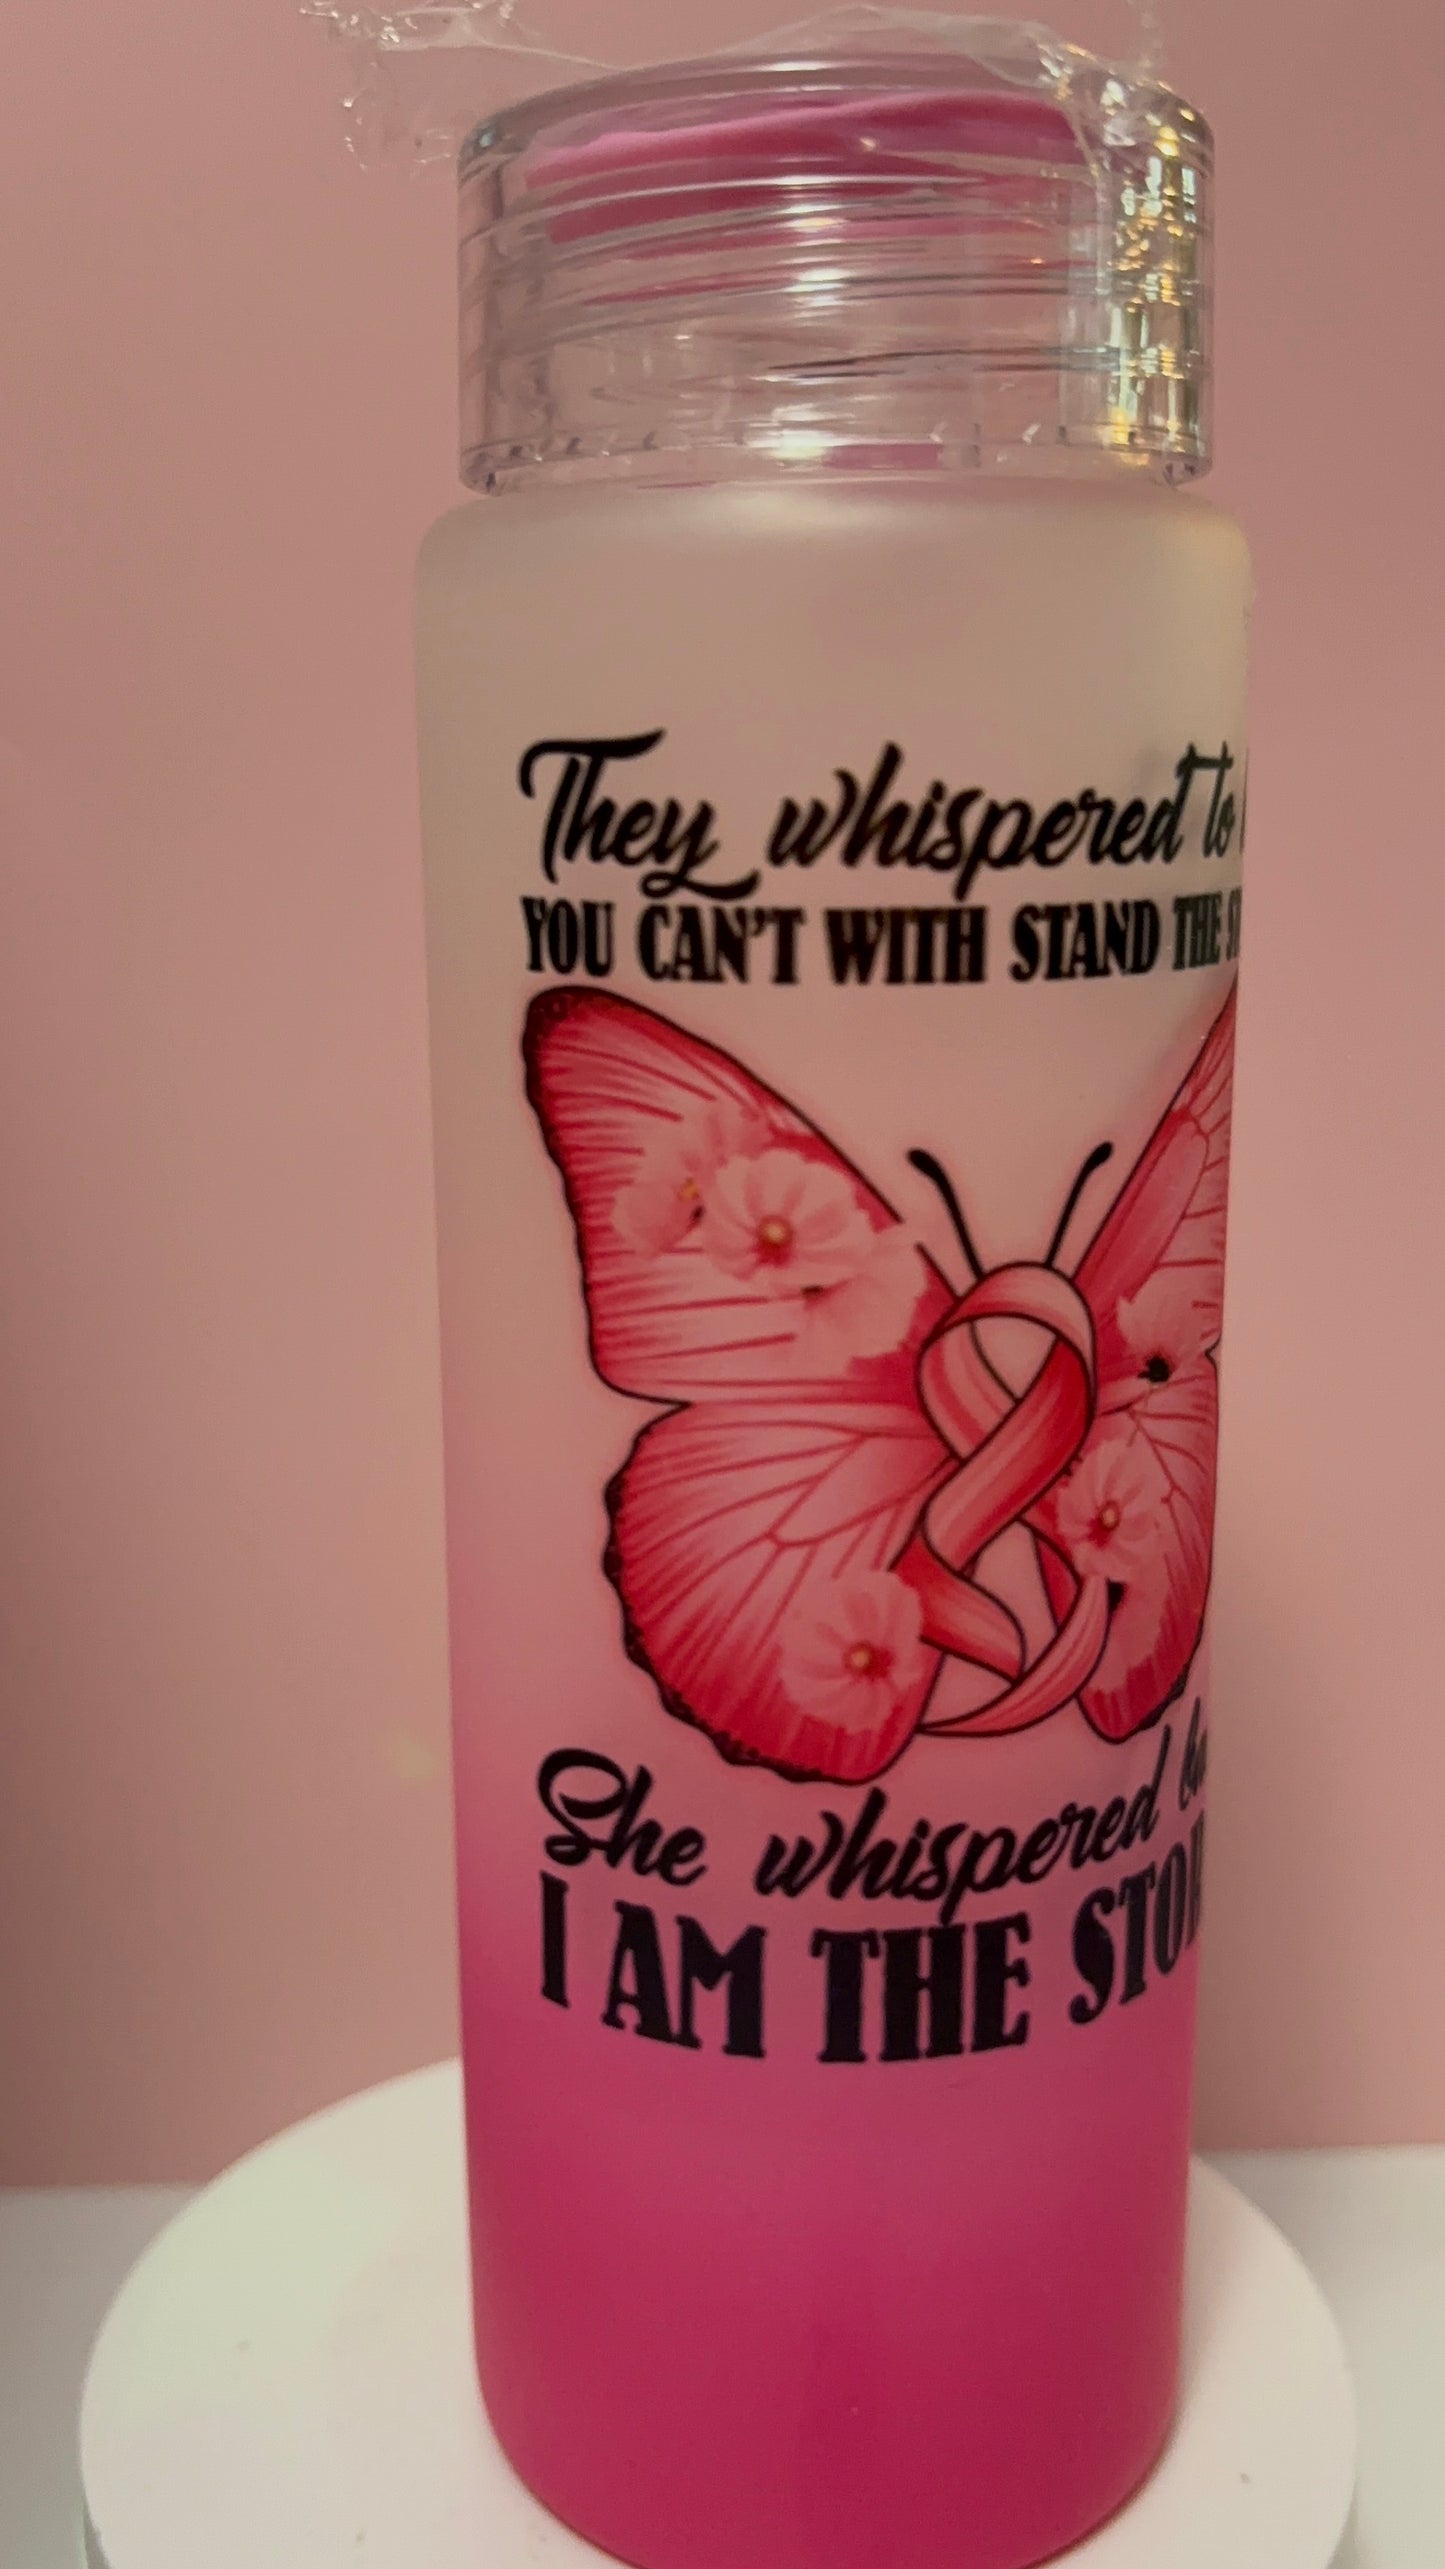 They whispered to
YOU CAN'T WITH STAND THE
She whispered
I AM THE